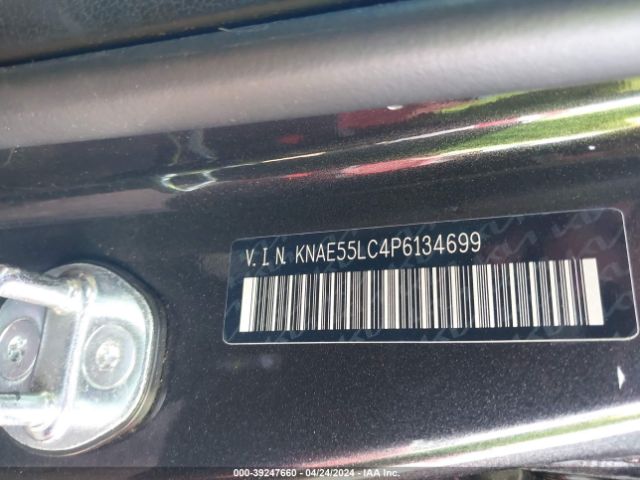 V.I.N. KNAE55LC4P6134699
000-39247660 - 04/24/2024 - IAA Inc.